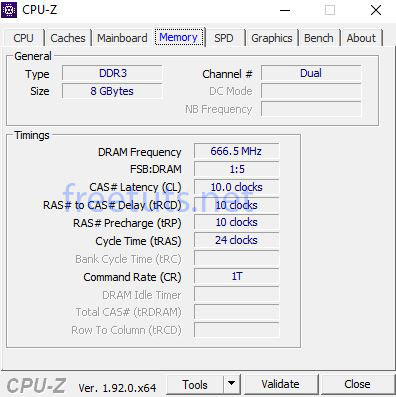 CPU-Z
CPU Caches Mainboard Memory SPD Graphics Bench About
General
Type DDR3 Channel # Dual
Size 8 GBytes DC Mode
NB Frequency
Timings
DRAM Frequency 666.5 MHz
FSB:DRAM 1:5
CAS# Latency (CL) 10.0 clocks
freetuts.net
RAS# to CAS# Delay (tRCD) 10 clocks
RAS# Precharge (tRP) 10 clocks
Cycle Time (tRAS) 24 clocks
Bank Cycle Time (tRC)
Command Rate (CR) 1T
DRAM Idle Timer
Total CAS# (tRDRAM)
Row To Column (tRCD)
CPU-Z Ver. 1.92.0.x64 Tools Validate Close